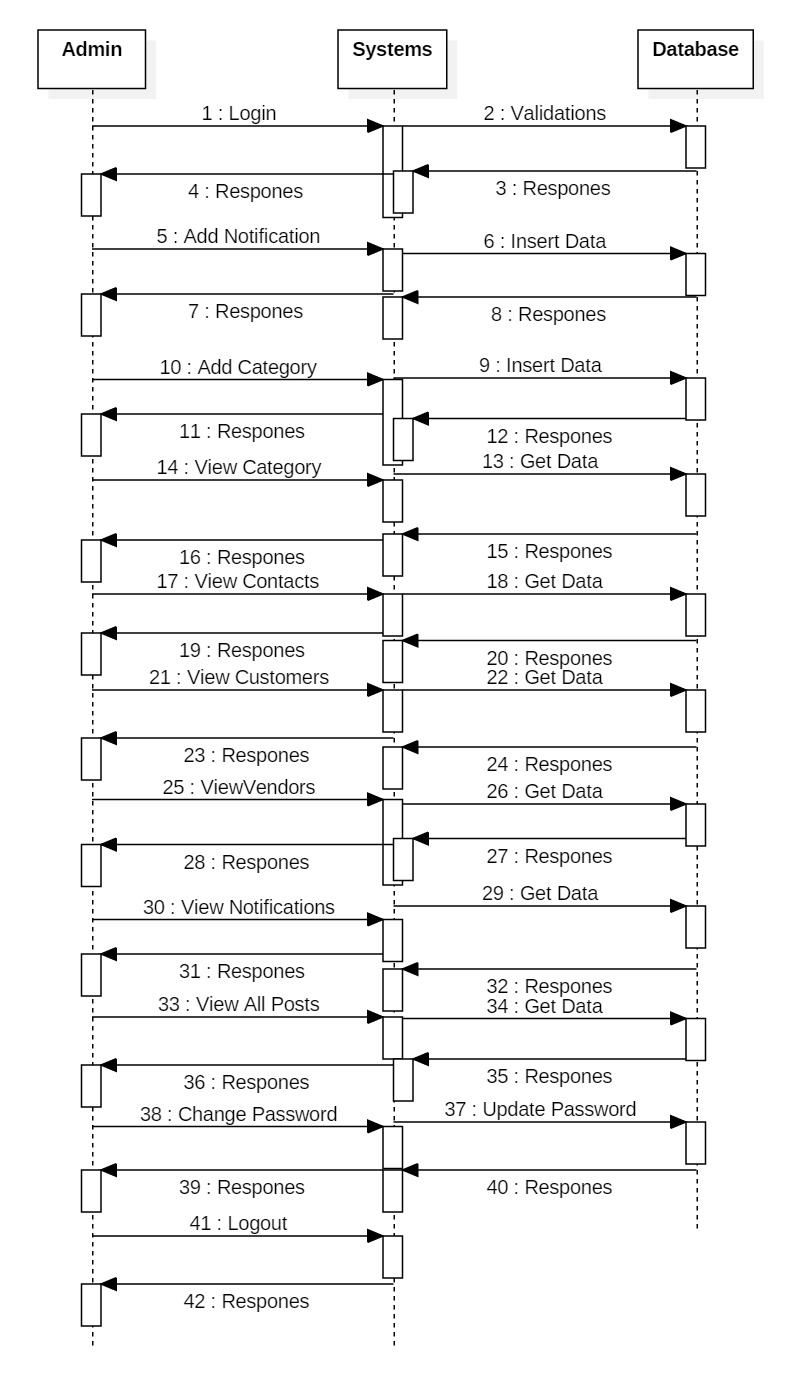 Admin
Systems
Database
1 : Login
2 : Validations
4 : Respones
3 : Respones
5 : Add Notification
6 : Insert Data
7 : Respones
8 : Respones
10 : Add Category
9 : Insert Data
11 : Respones
12 : Respones
14 : View Category
13 : Get Data
16 : Respones
15 : Respones
17 : View Contacts
18 : Get Data
19 : Respones
20 : Respones
21 : View Customers
22 : Get Data
23 : Respones
24 : Respones
25 : ViewVendors
26 : Get Data
28 : Respones
27 : Respones
30 : View Notifications
29 : Get Data
31 : Respones
32 : Respones
33 : View All Posts
34 : Get Data
36 : Respones
35 : Respones
38 : Change Password
37 : Update Password
39 : Respones
40 : Respones
41 : Logout
42 : Respones